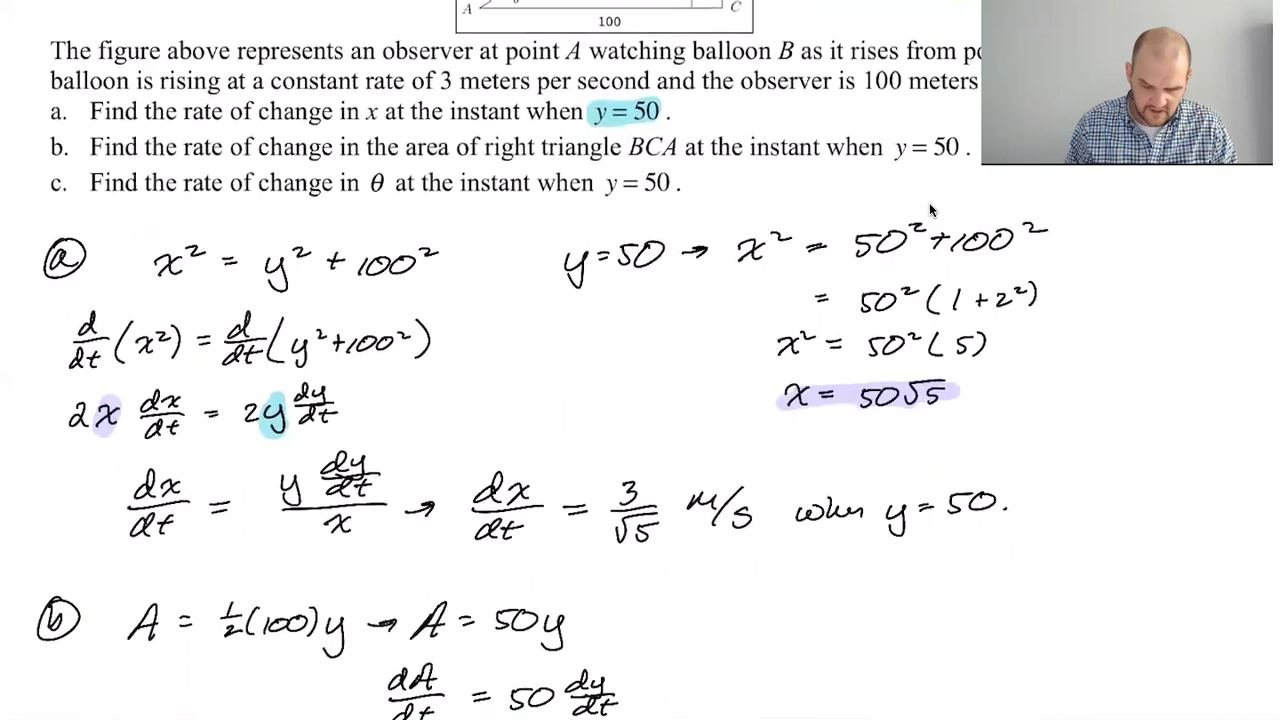 A
C
100
The figure above represents an observer at point A watching balloon B as it rises from
balloon is rising at a constant rate of 3 meters per second and the observer is 100 meters
a. Find the rate of change in x at the instant when y = 50 .
b. Find the rate of change in the area of right triangle BCA at the instant when y = 50 .
c. Find the rate of change in θ at the instant when y = 50 .
ⓐ x² = y² + 100² y=50 → x² = 50² + 100²
= 50² ( 1 + 2² )
d/dt (x²) = d/dt ( y² + 100² ) x² = 50² ( 5 )
2x dx/dt = 2y dy/dt x = 50√5
dx/dt = y dy/dt / x → dx/dt = 3/√5 m/s when y = 50.
ⓑ A = ½(100)y → A = 50y
dA/dt = 50 dy/dt